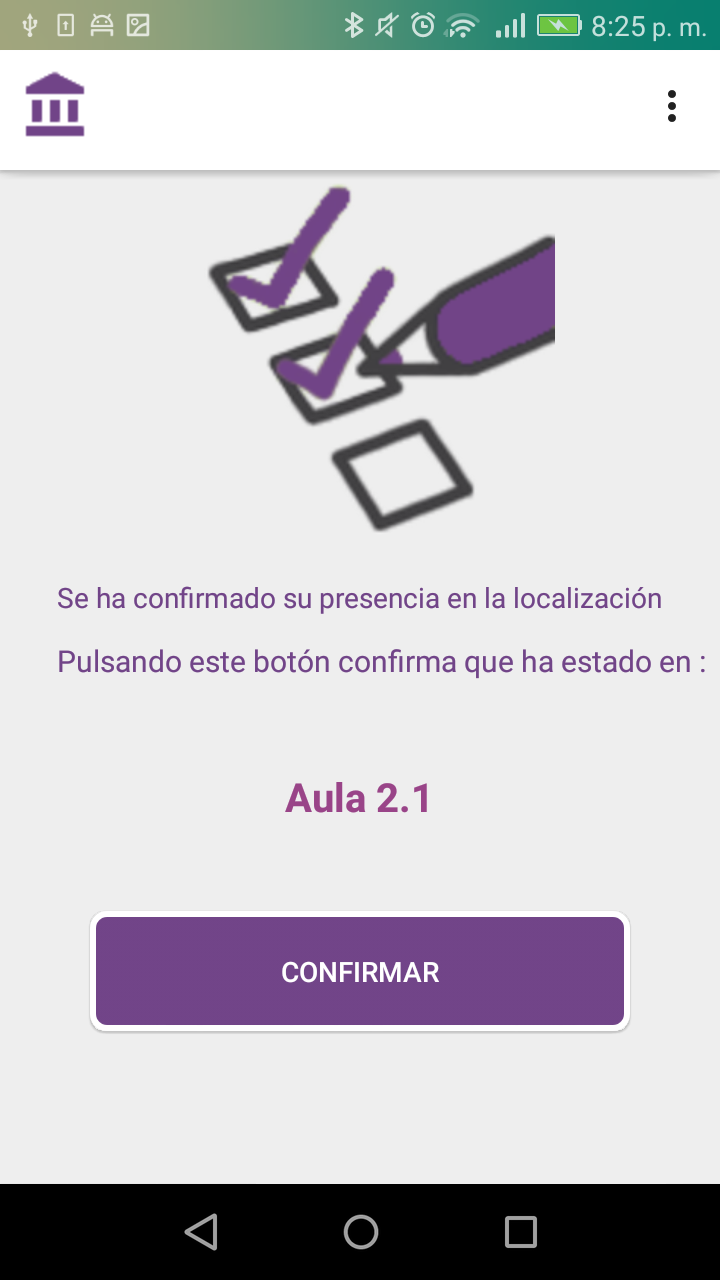 8:25 p. m.
Se ha confirmado su presencia en la localización
Pulsando este botón confirma que ha estado en :
Aula 2.1
CONFIRMAR